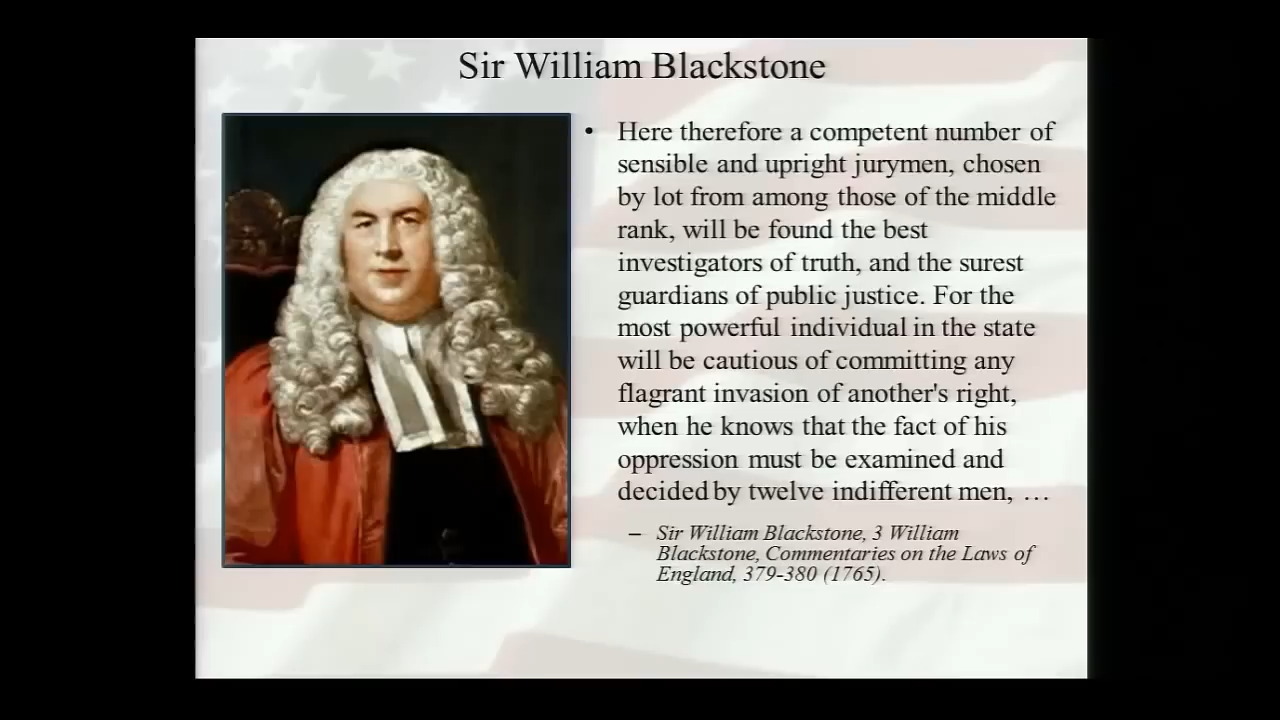 Sir William Blackstone
• Here therefore a competent number of
sensible and upright jurymen, chosen
by lot from among those of the middle
rank, will be found the best
investigators of truth, and the surest
guardians of public justice. For the
most powerful individual in the state
will be cautious of committing any
flagrant invasion of another's right,
when he knows that the fact of his
oppression must be examined and
decided by twelve indifferent men, …
– Sir William Blackstone, 3 William
Blackstone, Commentaries on the Laws of
England, 379-380 (1765).